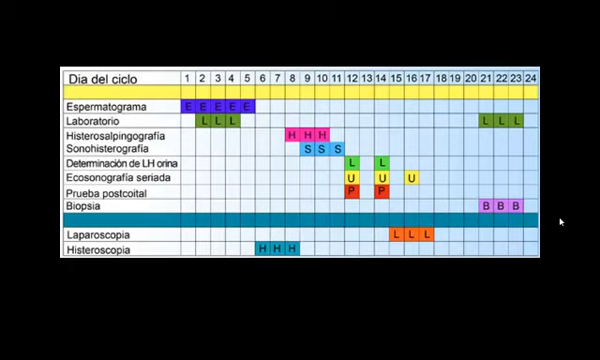 Dia del ciclo 1 2 3 4 5 6 7 8 9 10 11 12 13 14 15 16 17 18 19 20 21 22 23 24
Espermatograma E E E E E
Laboratorio L L L L L L
Histerosalpingografía H H H
Sonohisterografía S S S
Determinación de LH orina L L
Ecosonografía seriada U U U
Prueba postcoital P P
Biopsia B B B
Laparoscopia L L L
Histeroscopia H H H